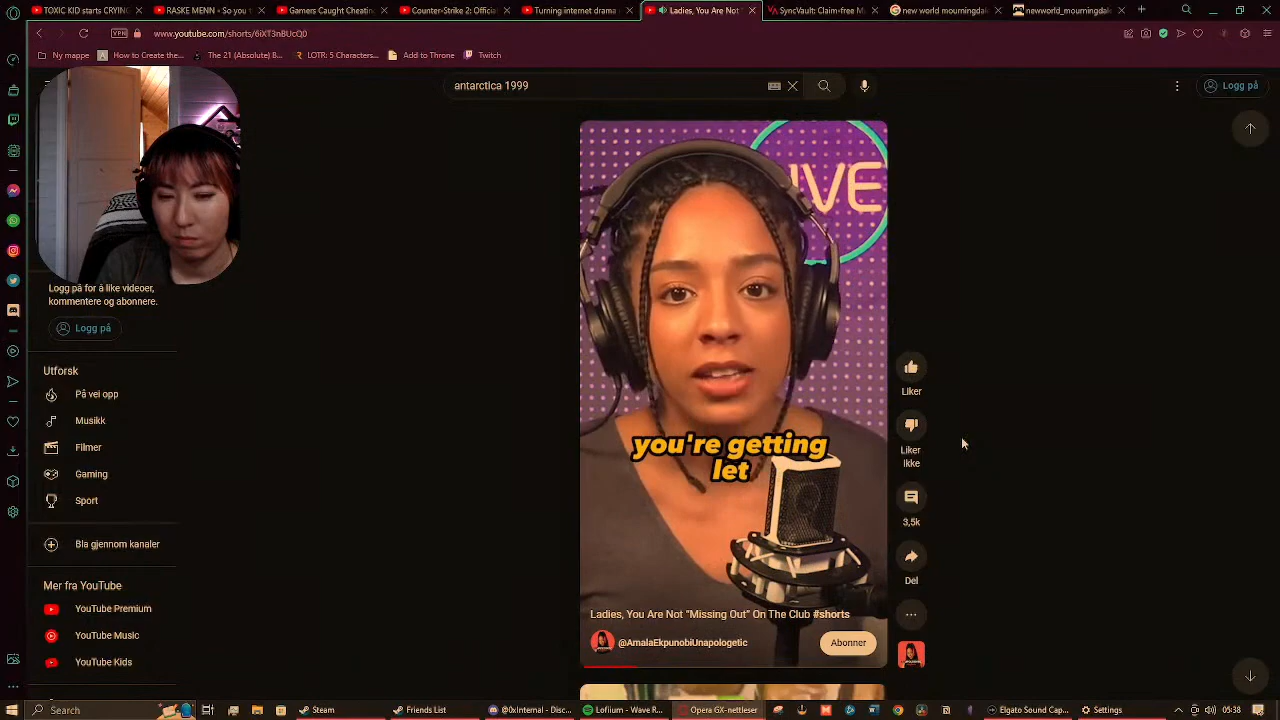 TOXIC KID starts CRYIN
RASKE MENN « So you t
Gamers Caught Cheatin
Counter-Strike 2: Offici
Turning internet drama i
Ladies, You Are Not "
SyncVault: Claim-free M
new world mourningdal
newworld_mourningdal
VPN
www.youtube.com/shorts/6iXT3nBUcQ0
Ny mappe
How to Create the...
The 21 (Absolute) B...
LOTR: 5 Characters...
Add to Throne
Twitch
antarctica 1999
Logg på
Logg på for å like videoer,
kommentere og abonnere.
Logg på
Utforsk
På vei opp
Musikk
Filmer
Gaming
Sport
Bla gjennom kanaler
Mer fra YouTube
YouTube Premium
YouTube Music
YouTube Kids
IVE
you're getting
let
Ladies, You Are Not "Missing Out" On The Club #shorts
@AmalaEkpunobiUnapologetic
Abonner
Liker
Liker
ikke
3,5k
Del
Search
Steam
Friends List
@0xInternal - Disc...
Lofiium - Wave R...
Opera GX-nettleser
Elgato Sound Cap...
Settings
05:38